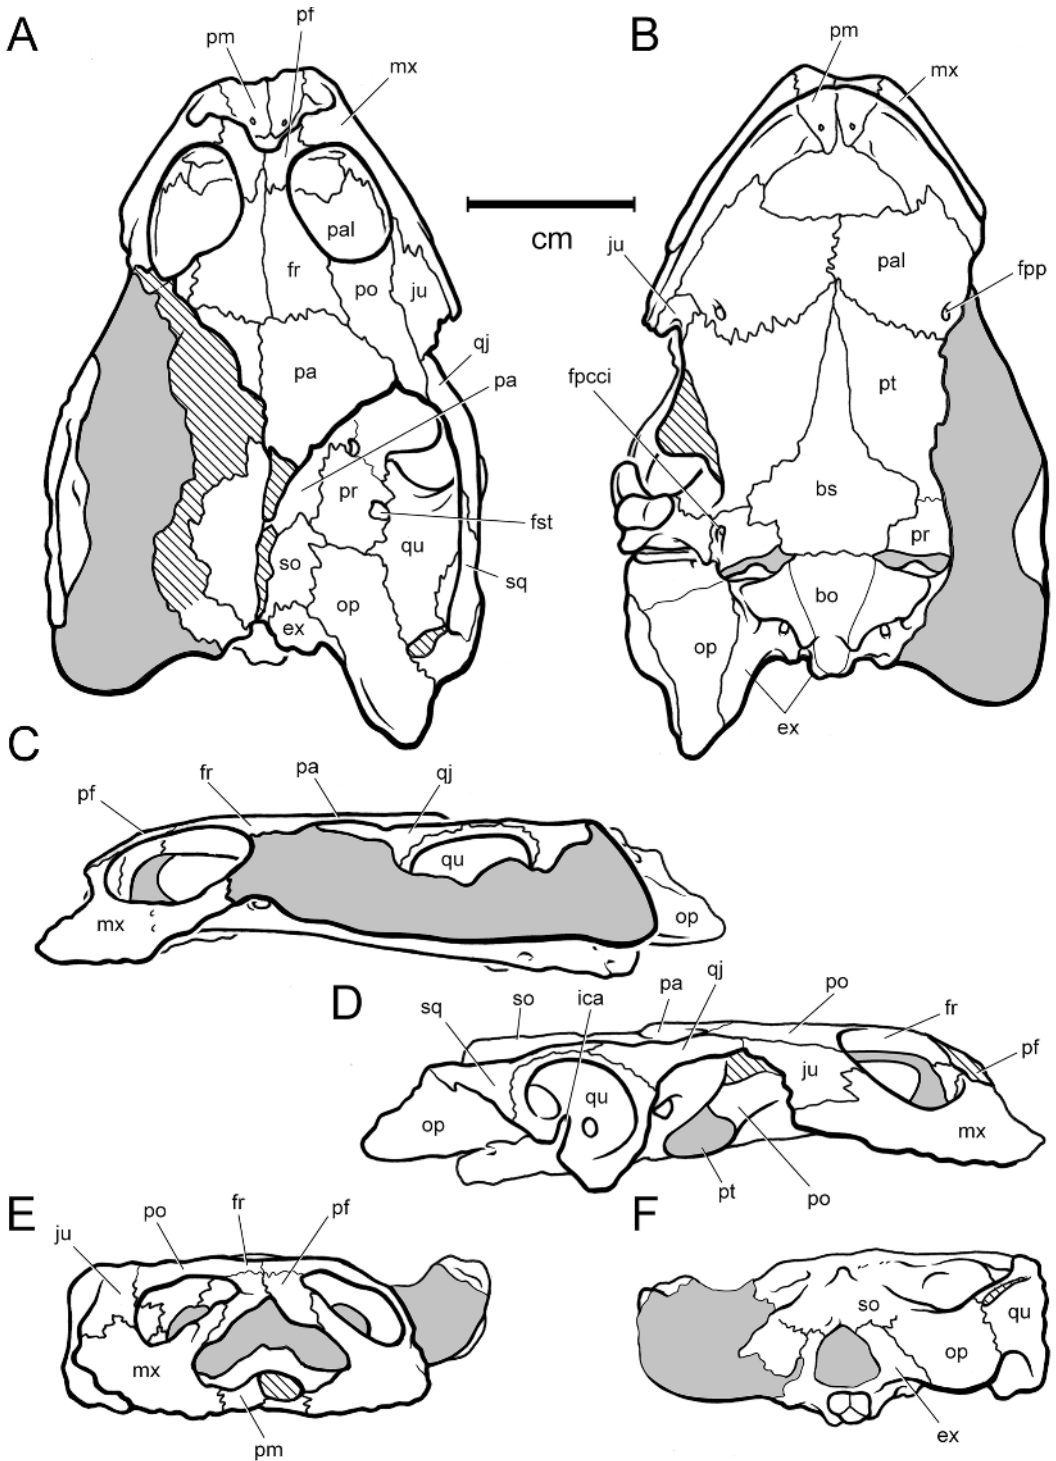 A
pm
pf
mx
pal
fr
po
ju
qj
pa
pa
pr
fst
so
qu
sq
op
ex
cm
B
pm
mx
ju
pal
fpp
fpcci
pt
bs
pr
bo
op
ex
C
pf
fr
pa
qj
qu
mx
op
D
sq
so
ica
pa
qj
po
fr
pf
ju
qu
op
mx
pt
po
E
ju
po
fr
pf
mx
pm
F
so
qu
op
ex